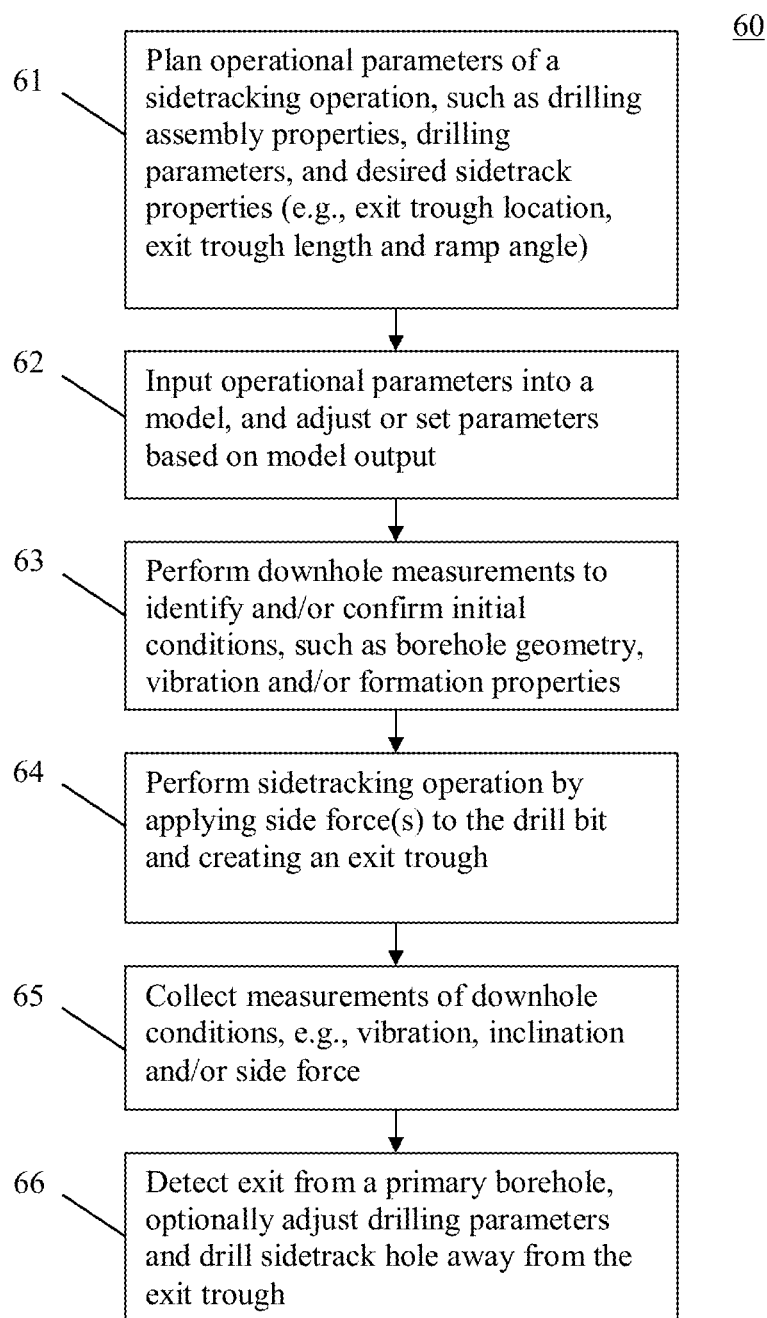 60
61
Plan operational parameters of a
sidetracking operation, such as drilling
assembly properties, drilling
parameters, and desired sidetrack
properties (e.g., exit trough location,
exit trough length and ramp angle)
62
Input operational parameters into a
model, and adjust or set parameters
based on model output
63
Perform downhole measurements to
identify and/or confirm initial
conditions, such as borehole geometry,
vibration and/or formation properties
64
Perform sidetracking operation by
applying side force(s) to the drill bit
and creating an exit trough
65
Collect measurements of downhole
conditions, e.g., vibration, inclination
and/or side force
66
Detect exit from a primary borehole,
optionally adjust drilling parameters
and drill sidetrack hole away from the
exit trough